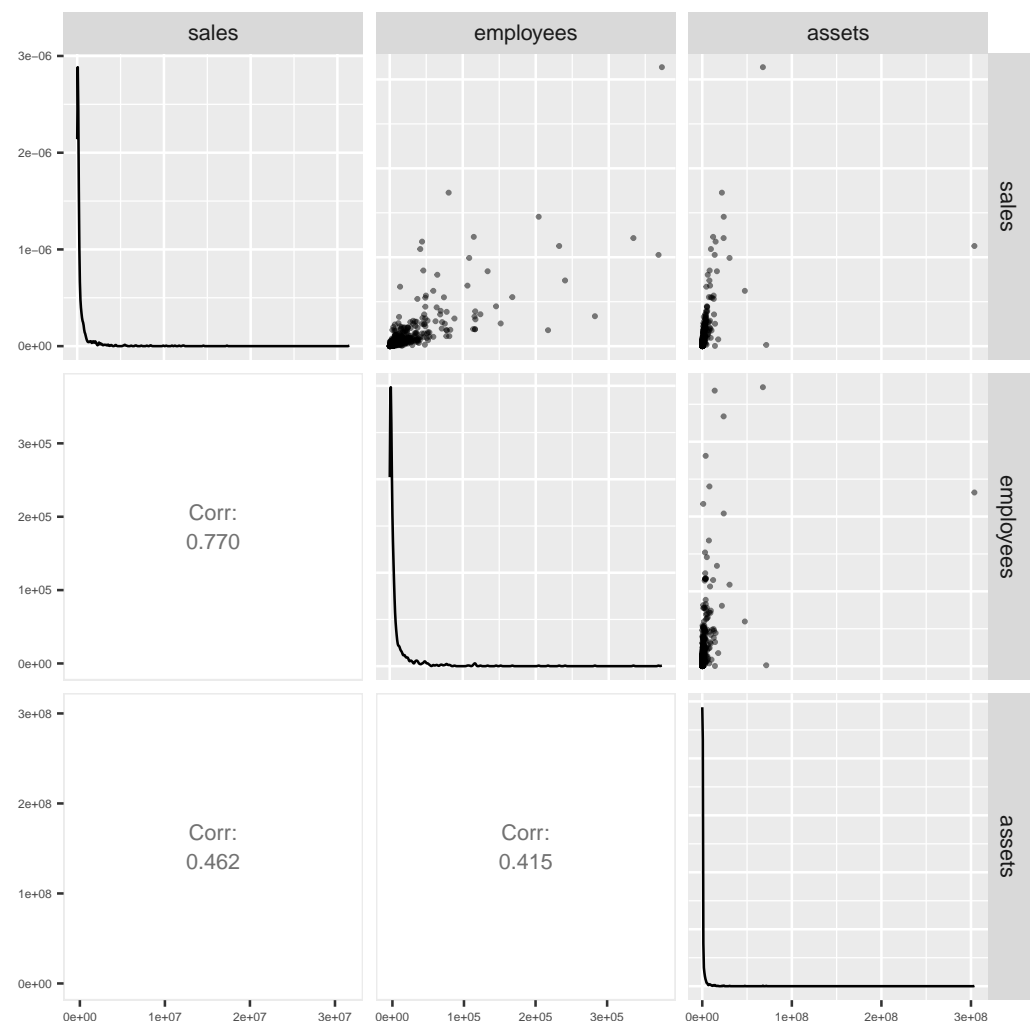 sales
employees
assets
3e−06
2e−06
1e−06
0e+00
sales
3e+05
2e+05
1e+05
0e+00
Corr:
0.770
employees
3e+08
2e+08
1e+08
0e+00
Corr:
0.462
Corr:
0.415
assets
0e+00 1e+07 2e+07 3e+07
0e+00 1e+05 2e+05 3e+05
0e+00 1e+08 2e+08 3e+08